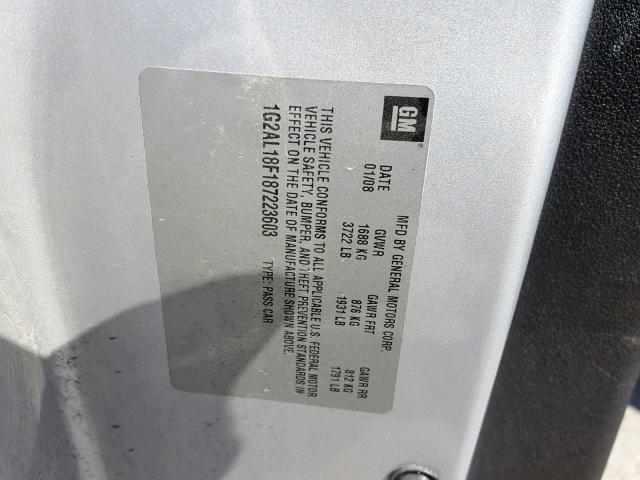 GM
MFD BY GENERAL MOTORS CORP.
DATE GVWR GAWR FRT GAWR RR
01/08 1688 KG 876 KG 812 KG
3722 LB 1931 LB 1791 LB
THIS VEHICLE CONFORMS TO ALL APPLICABLE U.S. FEDERAL MOTOR
VEHICLE SAFETY, BUMPER, AND THEFT PREVENTION STANDARDS IN
EFFECT ON THE DATE OF MANUFACTURE SHOWN ABOVE.
1G2AL18F187223603 TYPE: PASS CAR